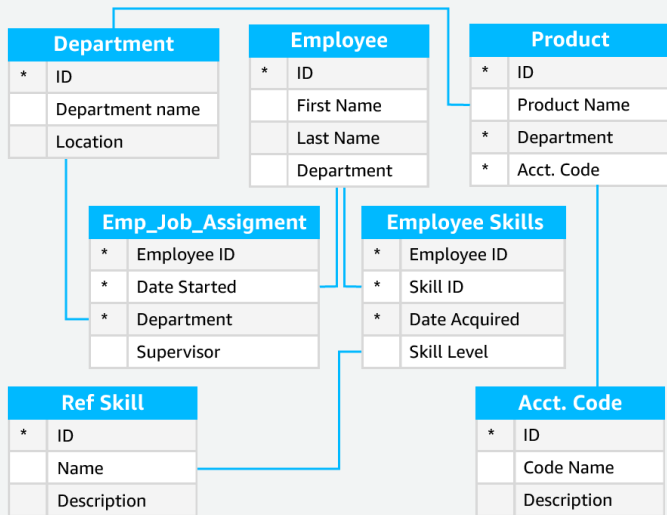 Department
* ID
Department name
Location
Employee
* ID
First Name
Last Name
Department
Product
* ID
Product Name
* Department
* Acct. Code
Emp_Job_Assigment
* Employee ID
* Date Started
* Department
Supervisor
Employee Skills
* Employee ID
* Skill ID
* Date Acquired
Skill Level
Ref Skill
* ID
Name
Description
Acct. Code
* ID
Code Name
Description